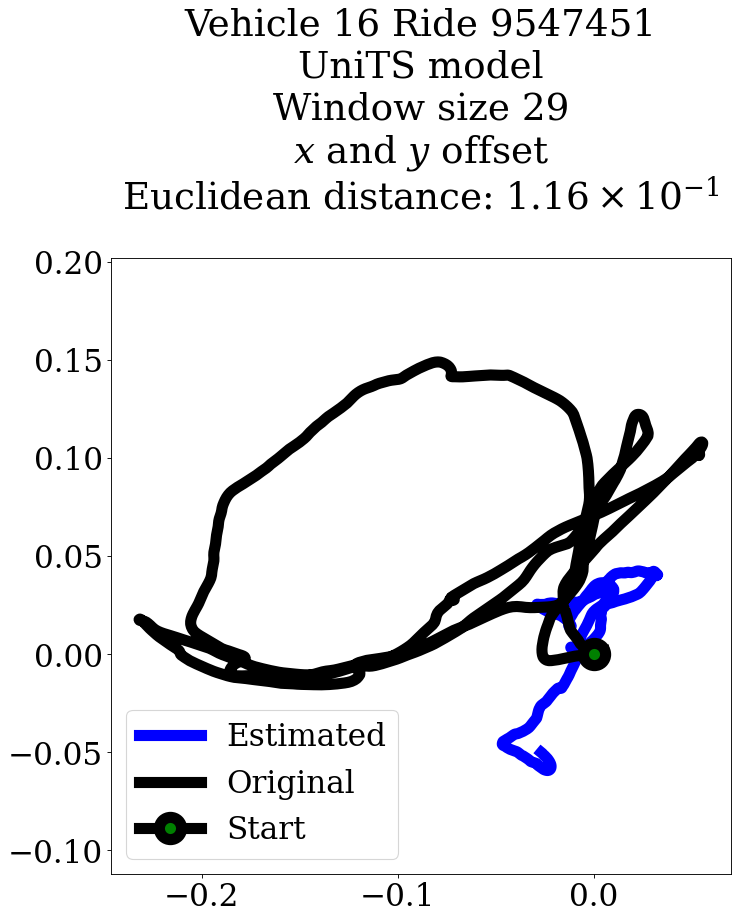 Vehicle 16 Ride 9547451
UniTS model
Window size 29
x and y offset
Euclidean distance: 1.16 × 10⁻¹
0.20
0.15
0.10
0.05
0.00
−0.05
−0.10
Estimated
Original
Start
−0.2
−0.1
0.0